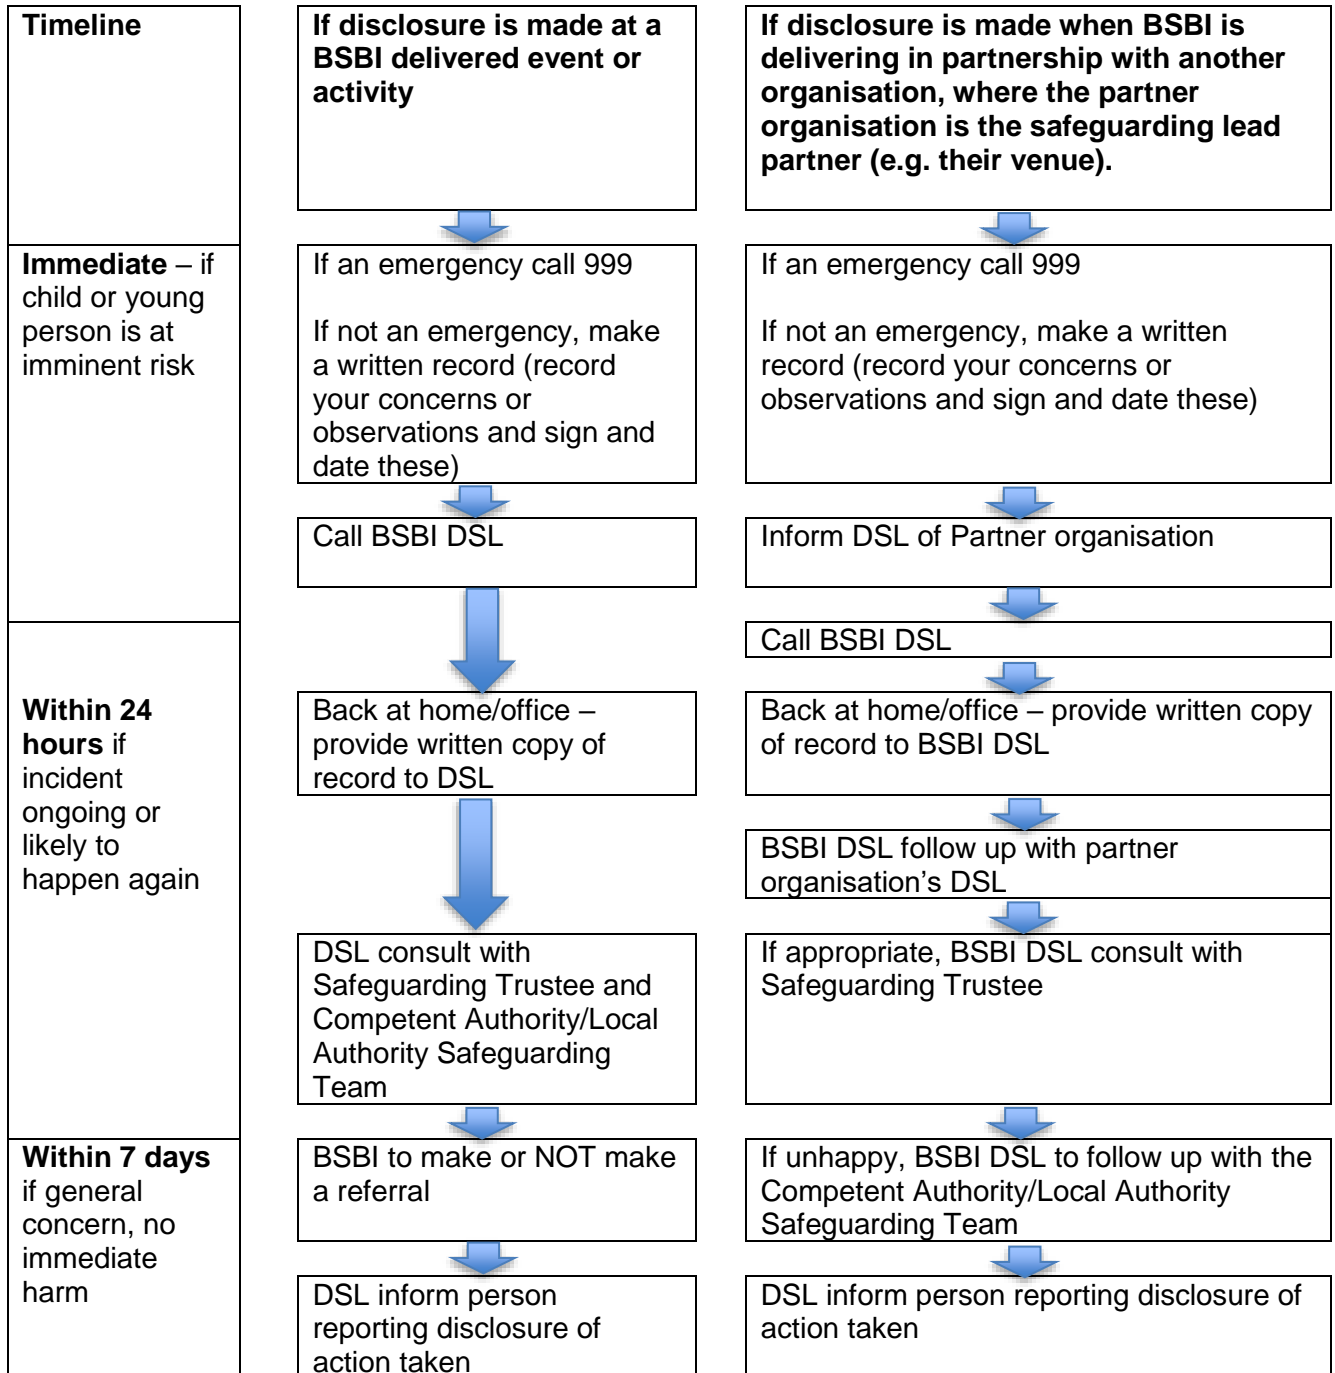 Timeline
If disclosure is made at a
BSBI delivered event or
activity
If disclosure is made when BSBI is
delivering in partnership with another
organisation, where the partner
organisation is the safeguarding lead
partner (e.g. their venue).
Immediate – if
child or young
person is at
imminent risk
If an emergency call 999
If not an emergency, make
a written record (record
your concerns or
observations and sign and
date these)
If an emergency call 999
If not an emergency, make a written
record (record your concerns or
observations and sign and date these)
Call BSBI DSL
Inform DSL of Partner organisation
Call BSBI DSL
Within 24
hours if
incident
ongoing or
likely to
happen again
Back at home/office –
provide written copy of
record to DSL
Back at home/office – provide written copy
of record to BSBI DSL
BSBI DSL follow up with partner
organisation’s DSL
DSL consult with
Safeguarding Trustee and
Competent Authority/Local
Authority Safeguarding
Team
If appropriate, BSBI DSL consult with
Safeguarding Trustee
Within 7 days
if general
concern, no
immediate
harm
BSBI to make or NOT make
a referral
If unhappy, BSBI DSL to follow up with the
Competent Authority/Local Authority
Safeguarding Team
DSL inform person
reporting disclosure of
action taken
DSL inform person reporting disclosure of
action taken